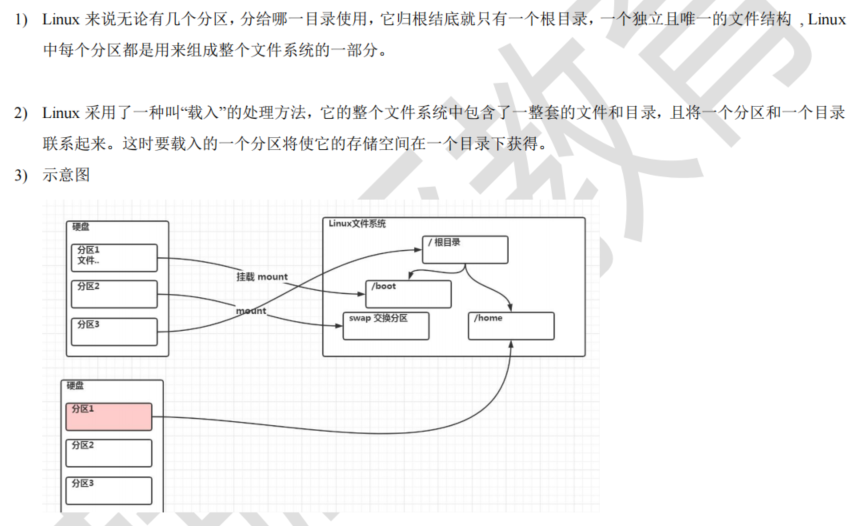 1) Linux 来说无论有几个分区，分给哪一目录使用，它归根结底就只有一个根目录，一个独立且唯一的文件结构 , Linux
中每个分区都是用来组成整个文件系统的一部分。
2) Linux 采用了一种叫“载入”的处理方法，它的整个文件系统中包含了一整套的文件和目录，且将一个分区和一个目录
联系起来。这时要载入的一个分区将使它的存储空间在一个目录下获得。
3) 示意图
硬盘
分区1
文件..
分区2
分区3
挂载 mount
mount
Linux文件系统
/ 根目录
/boot
swap 交换分区
/home
硬盘
分区1
分区2
分区3
教育